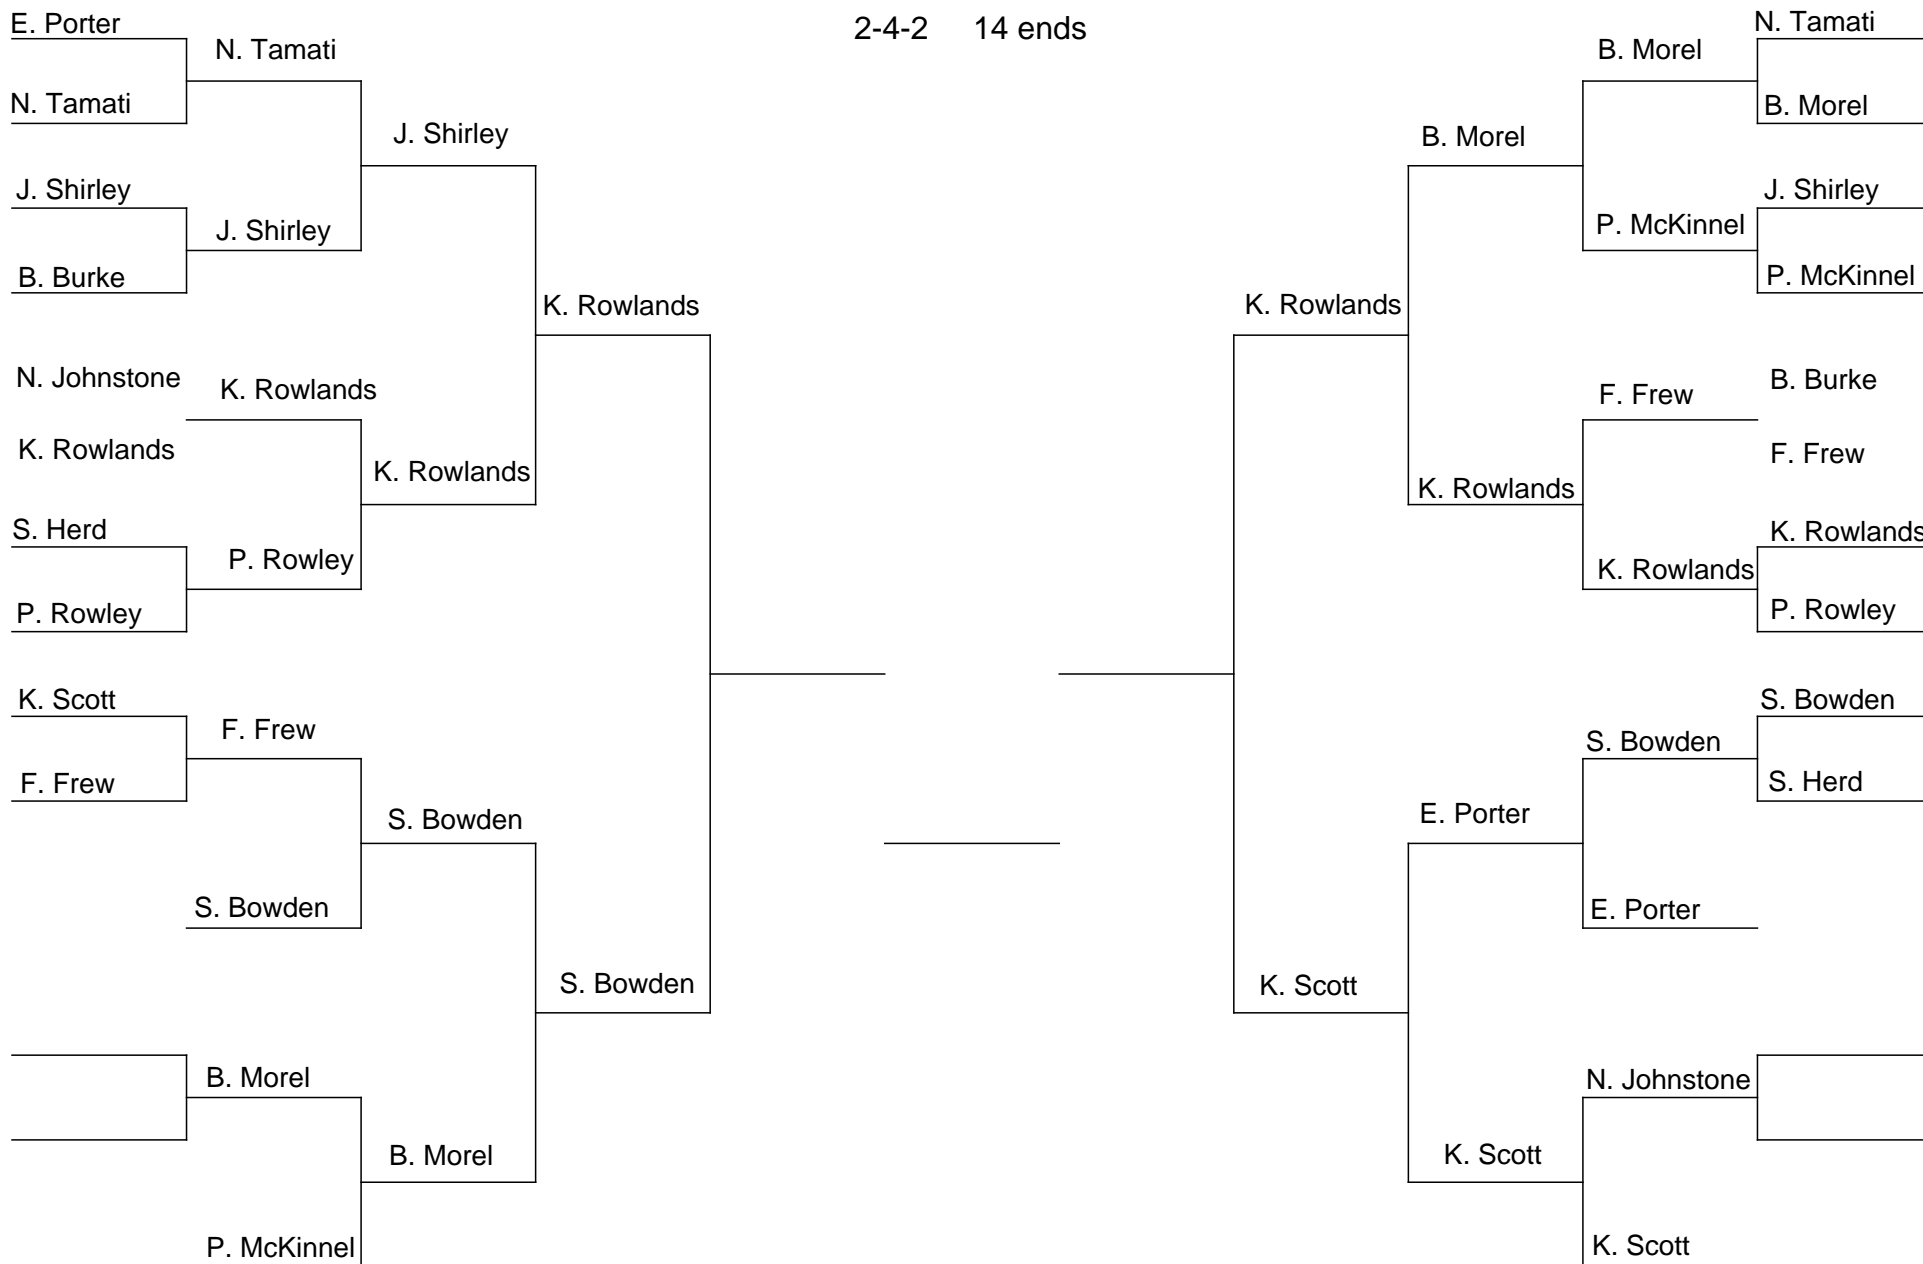 2-4-2 14 ends
E. Porter
N. Tamati
J. Shirley
B. Burke
N. Johnstone
K. Rowlands
S. Herd
P. Rowley
K. Scott
F. Frew
N. Tamati
J. Shirley
K. Rowlands
P. Rowley
F. Frew
S. Bowden
B. Morel
P. McKinnel
J. Shirley
K. Rowlands
S. Bowden
B. Morel
K. Rowlands
S. Bowden
K. Rowlands
K. Scott
B. Morel
K. Rowlands
E. Porter
K. Scott
B. Morel
P. McKinnel
F. Frew
K. Rowlands
S. Bowden
E. Porter
N. Johnstone
K. Scott
N. Tamati
B. Morel
J. Shirley
P. McKinnel
B. Burke
F. Frew
K. Rowlands
P. Rowley
S. Bowden
S. Herd